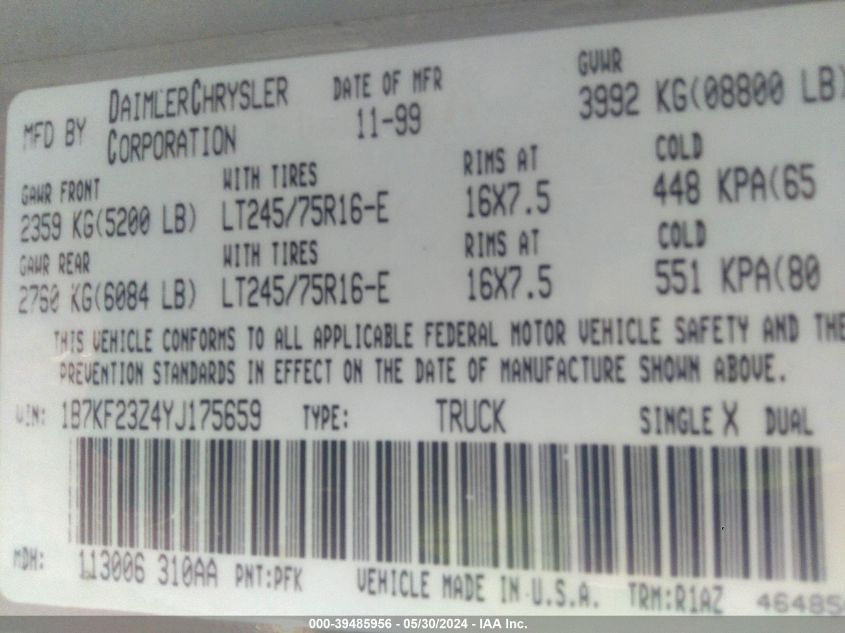 MFD BY DAIMLERCHRYSLER CORPORATION DATE OF MFR 11-99 GVWR 3992 KG(08800 LB)
GAWR FRONT WITH TIRES RIMS AT COLD
2359 KG(5200 LB) LT245/75R16-E 16X7.5 448 KPA(65
GAWR REAR WITH TIRES RIMS AT COLD
2760 KG(6084 LB) LT245/75R16-E 16X7.5 551 KPA(80
THIS VEHICLE CONFORMS TO ALL APPLICABLE FEDERAL MOTOR VEHICLE SAFETY AND THE
PREVENTION STANDARDS IN EFFECT ON THE DATE OF MANUFACTURE SHOWN ABOVE.
VIN: 1B7KF23Z4YJ175659 TYPE: TRUCK SINGLE X DUAL
MDH: 113006 310AA PNT:PFK VEHICLE MADE IN U.S.A. TRM:R1AZ 46485
000-39485956 - 05/30/2024 - IAA Inc.